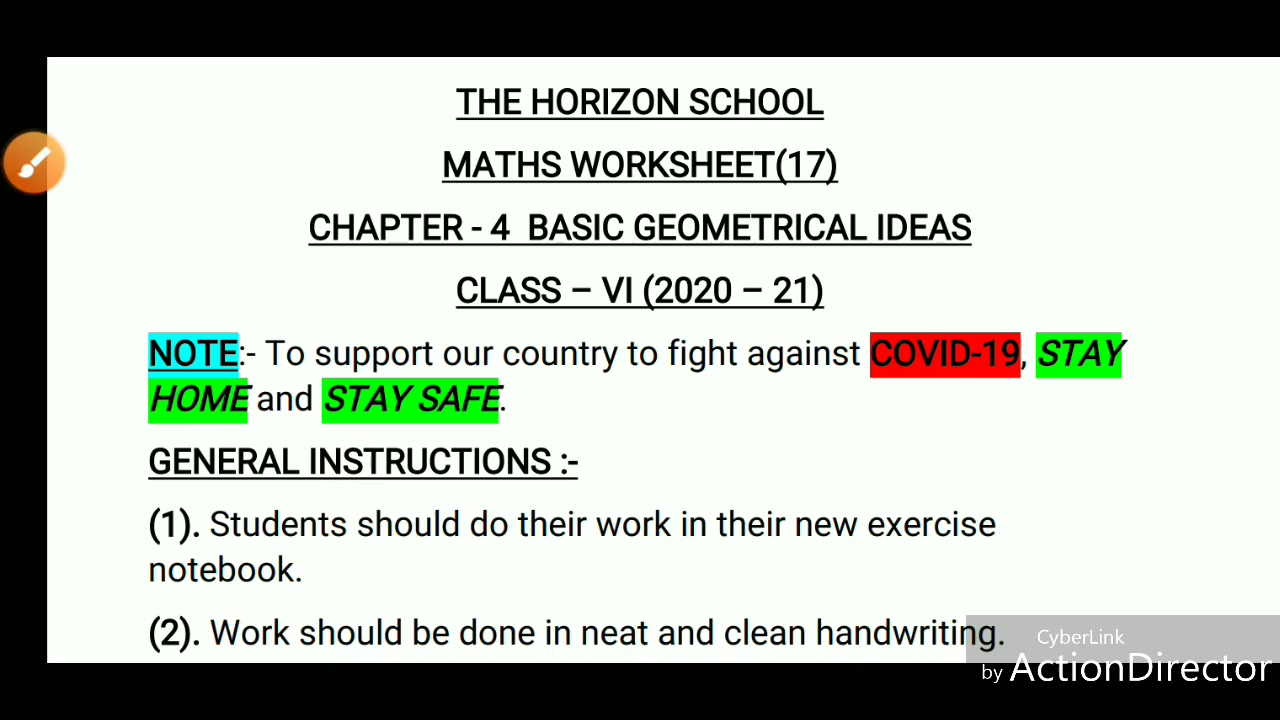 THE HORIZON SCHOOL
MATHS WORKSHEET(17)
CHAPTER - 4  BASIC GEOMETRICAL IDEAS
CLASS – VI (2020 – 21)
NOTE:- To support our country to fight against COVID-19, STAY
HOME and STAY SAFE.
GENERAL INSTRUCTIONS :-
(1). Students should do their work in their new exercise
notebook.
(2). Work should be done in neat and clean handwriting.
CyberLink
by ActionDirector